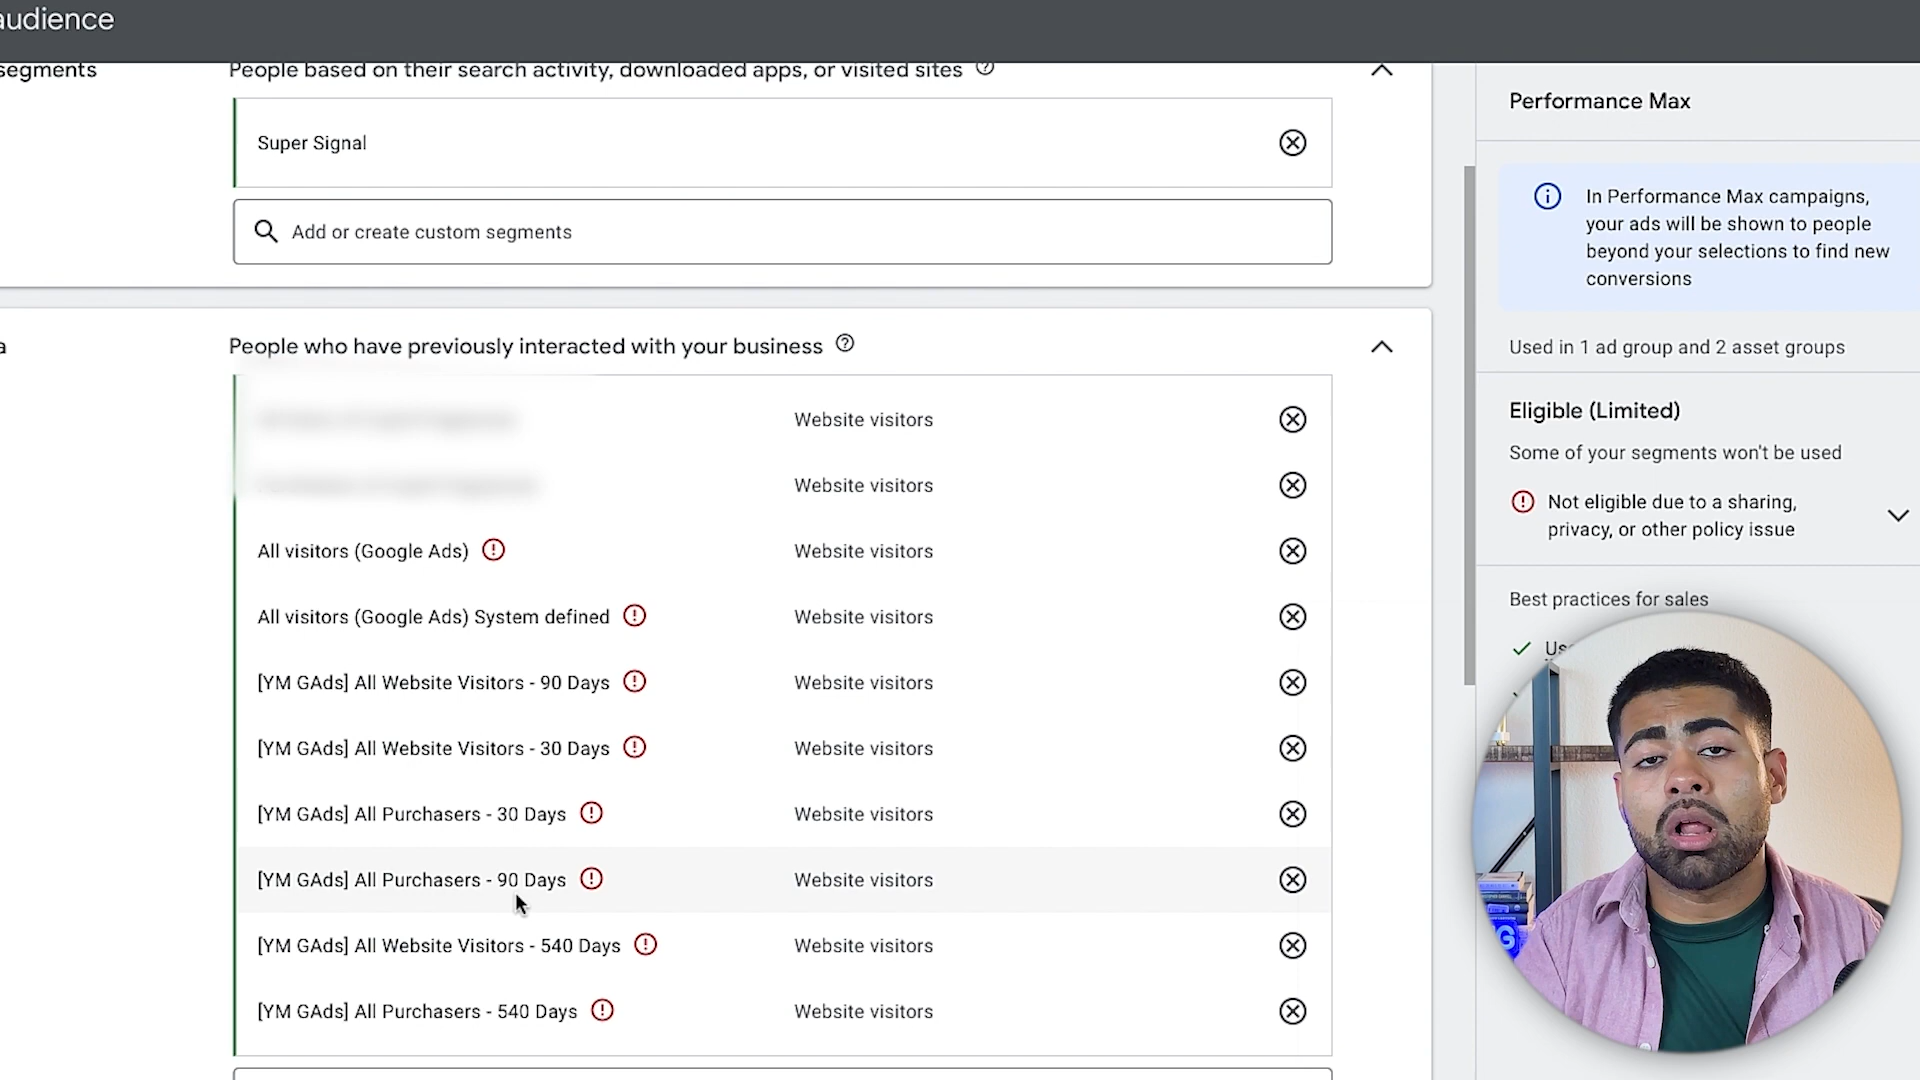 audience
segments
People based on their search activity, downloaded apps, or visited sites
Super Signal
Add or create custom segments
People who have previously interacted with your business
Website visitors
Website visitors
All visitors (Google Ads) Website visitors
All visitors (Google Ads) System defined Website visitors
[YM GAds] All Website Visitors - 90 Days Website visitors
[YM GAds] All Website Visitors - 30 Days Website visitors
[YM GAds] All Purchasers - 30 Days Website visitors
[YM GAds] All Purchasers - 90 Days Website visitors
[YM GAds] All Website Visitors - 540 Days Website visitors
[YM GAds] All Purchasers - 540 Days Website visitors
Performance Max
In Performance Max campaigns,
your ads will be shown to people
beyond your selections to find new
conversions
Used in 1 ad group and 2 asset groups
Eligible (Limited)
Some of your segments won't be used
Not eligible due to a sharing,
privacy, or other policy issue
Best practices for sales